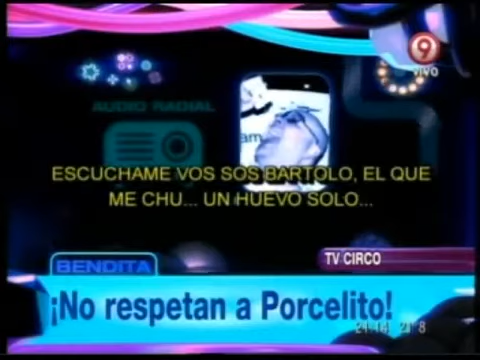 9
VIVO
AUDIO RADIAL
am
ESCUCHAME VOS SOS BARTOLO, EL QUE
ME CHU... UN HUEVO SOLO...
TV CIRCO
BENDITA
¡No respetan a Porcelito!